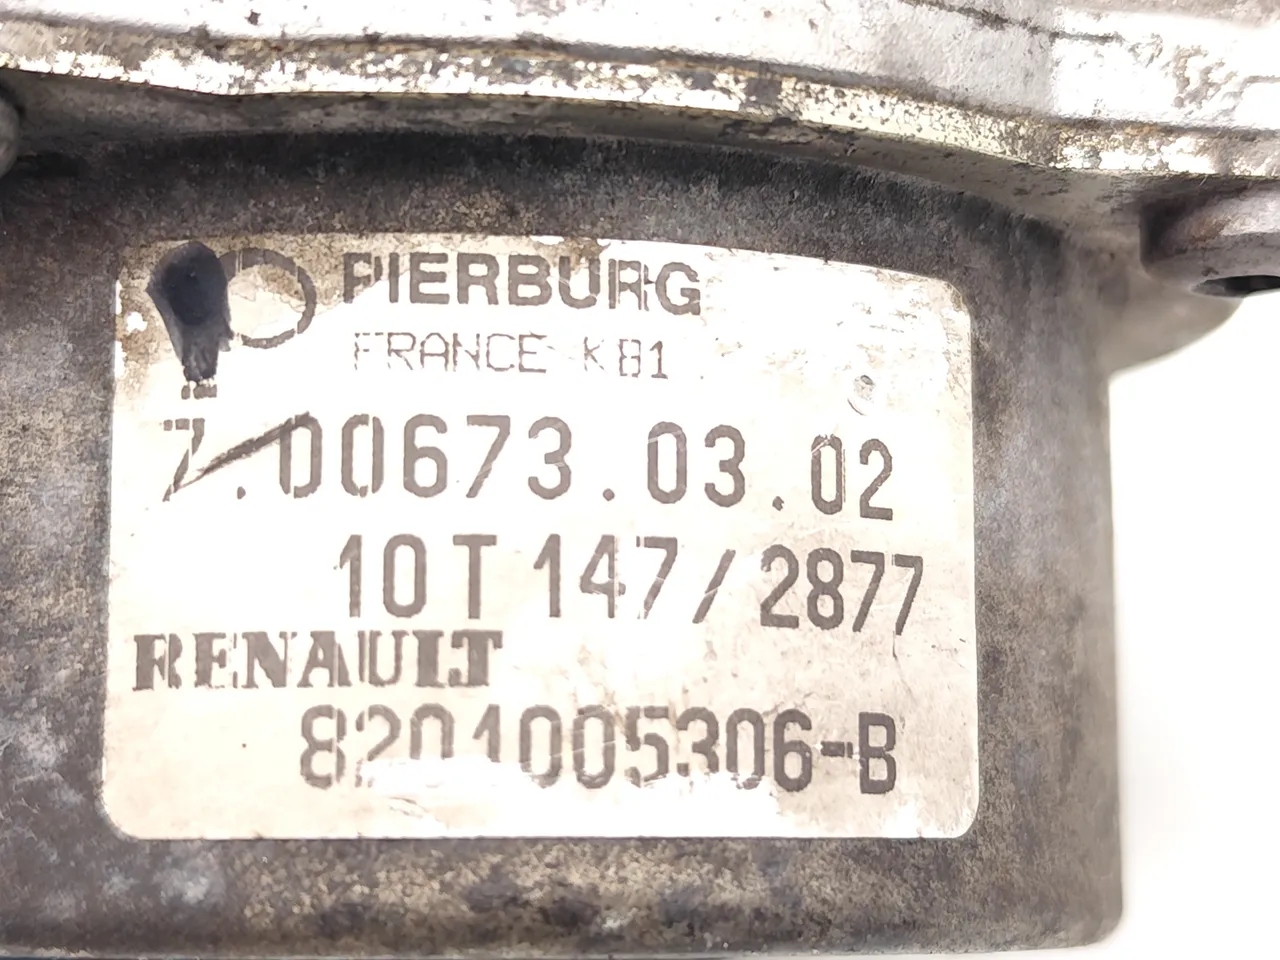 PIERBURG
FRANCE KB1
7.00673.03.02
10T147/2877
RENAULT
8201005306-B